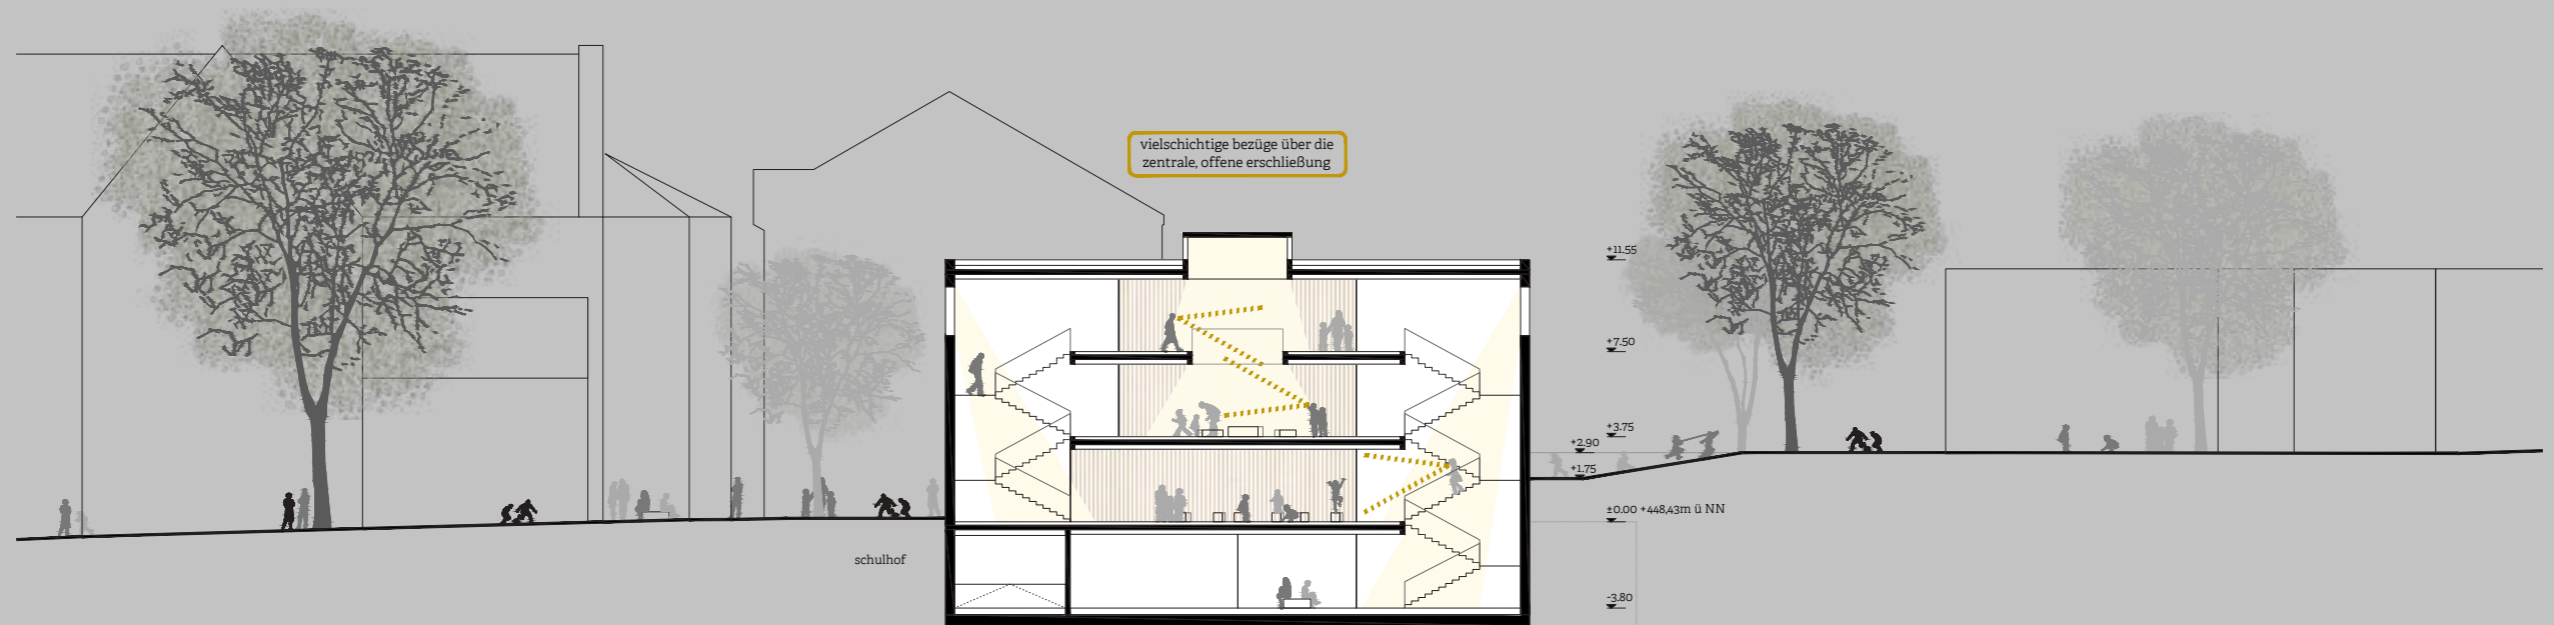 vielschichtige bezüge über die
zentrale, offene erschließung
+11.55
+7.50
+3.75
+2.90
+1.75
±0.00 +448,43m ü NN
schulhof
-3.80